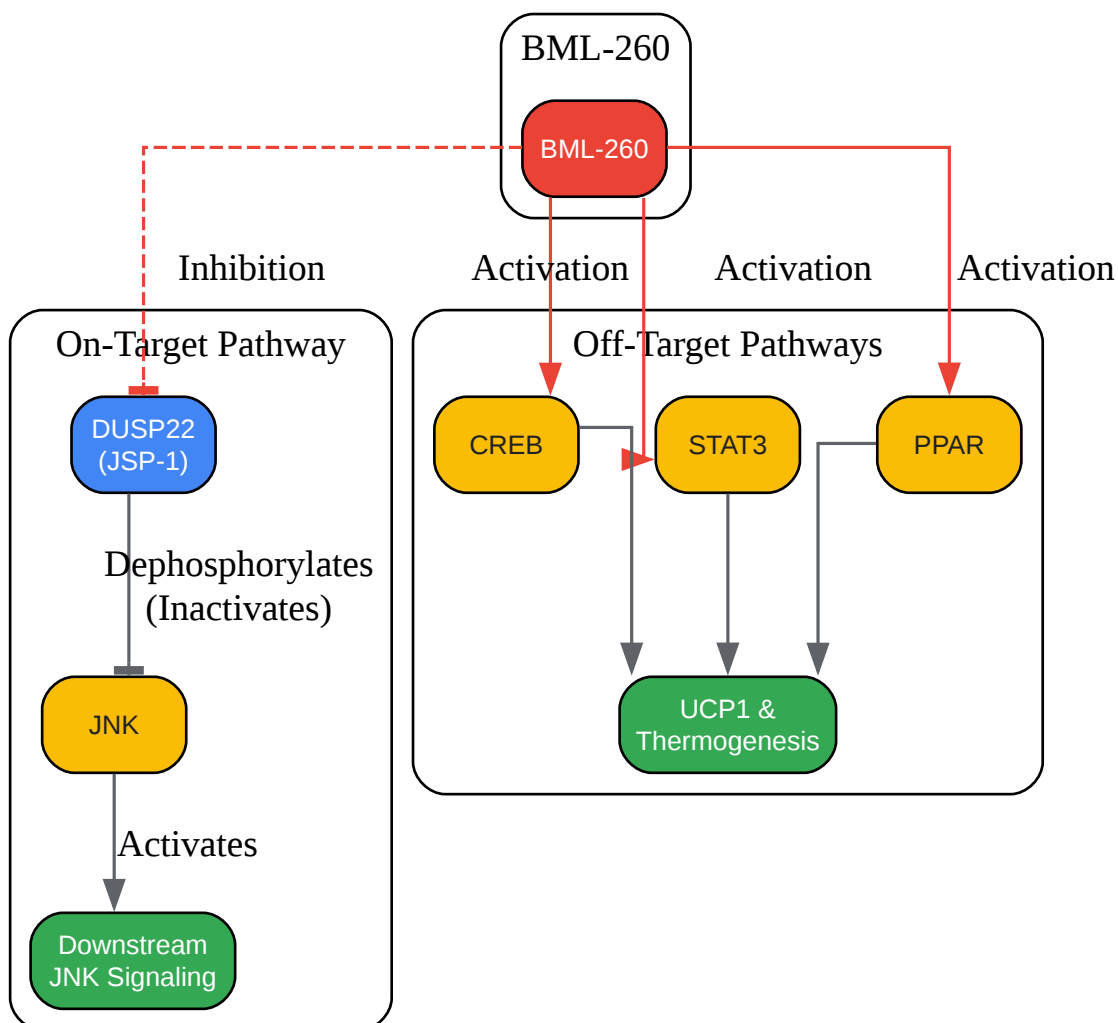 BML-260
BML-260
Inhibition
Activation
Activation
Activation
On-Target Pathway
Off-Target Pathways
DUSP22
(JSP-1)
CREB
STAT3
PPAR
Dephosphorylates
(Inactivates)
JNK
UCP1 &
Thermogenesis
Activates
Downstream
JNK Signaling